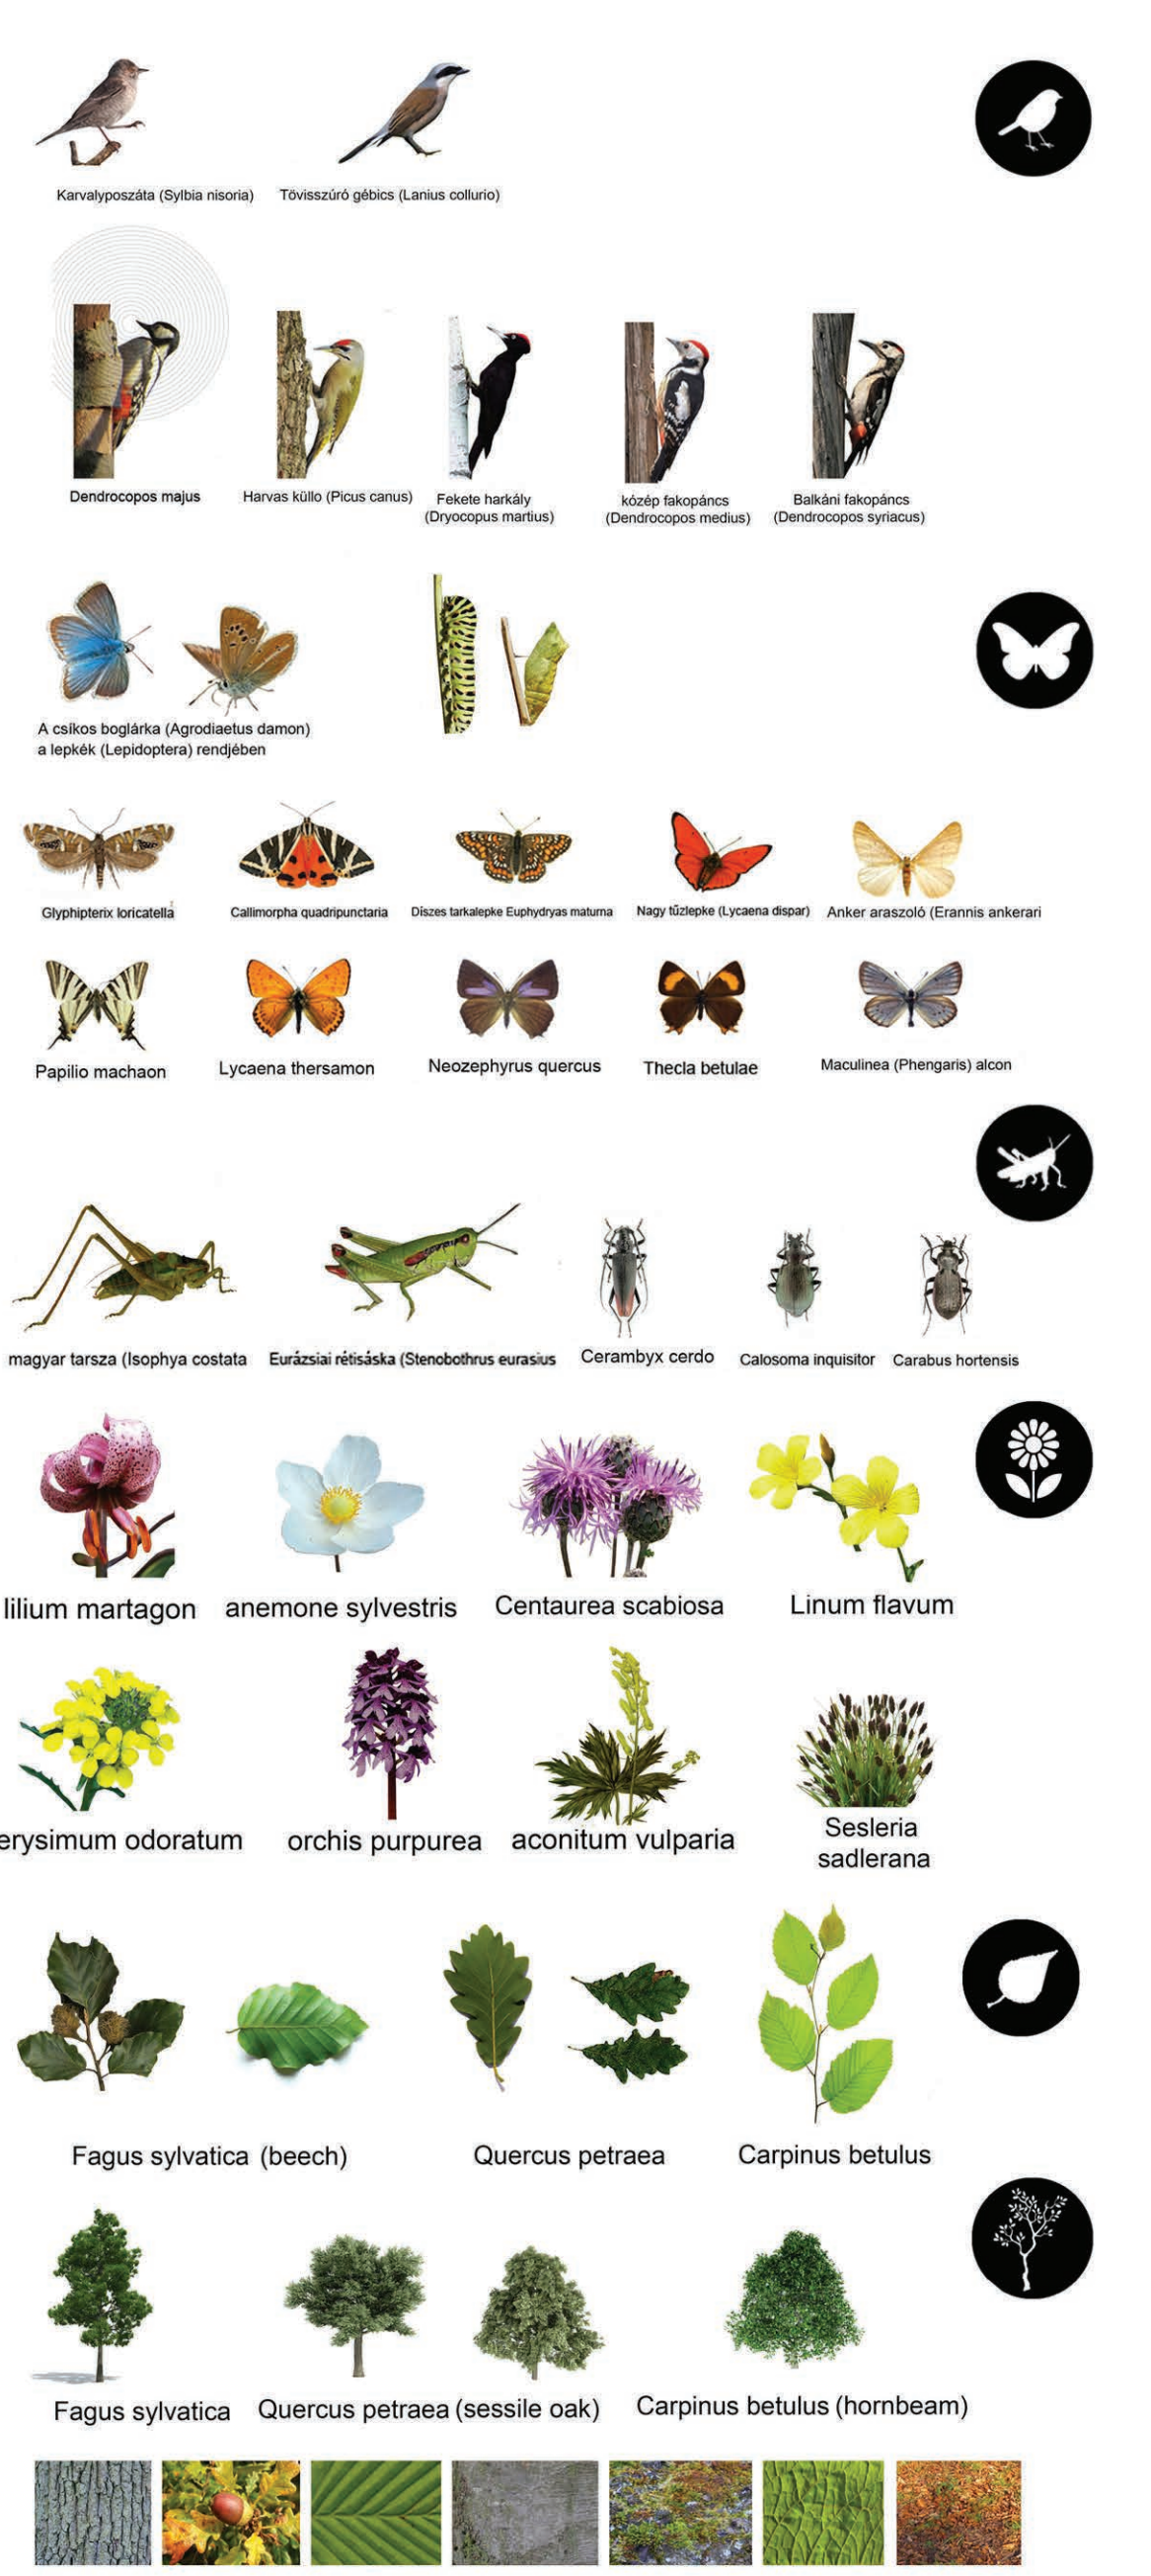 Karvalyposzáta (Sylbia nisoria)
Tövisszúró gébics (Lanius collurio)
Dendrocopos majus
Harvas küllo (Picus canus)
Fekete harkály
(Dryocopus martius)
kózép fakopáncs
(Dendrocopos medius)
Balkáni fakopáncs
(Dendrocopos syriacus)
A csíkos boglárka (Agrodiaetus damon)
a lepkék (Lepidoptera) rendjében
Glyphipterix loricatella
Callimorpha quadripunctaria
Díszes tarkalepke Euphydryas maturna
Nagy tűzlepke (Lycaena dispar)
Anker araszoló (Erannis ankerari
Papilio machaon
Lycaena thersamon
Neozephyrus quercus
Thecla betulae
Maculinea (Phengaris) alcon
magyar tarsza (Isophya costata
Eurázsiai rétisáska (Stenobothrus eurasius
Cerambyx cerdo
Calosoma inquisitor
Carabus hortensis
lilium martagon
anemone sylvestris
Centaurea scabiosa
Linum flavum
erysimum odoratum
orchis purpurea
aconitum vulparia
Sesleria
sadlerana
Fagus sylvatica (beech)
Quercus petraea
Carpinus betulus
Fagus sylvatica
Quercus petraea (sessile oak)
Carpinus betulus (hornbeam)